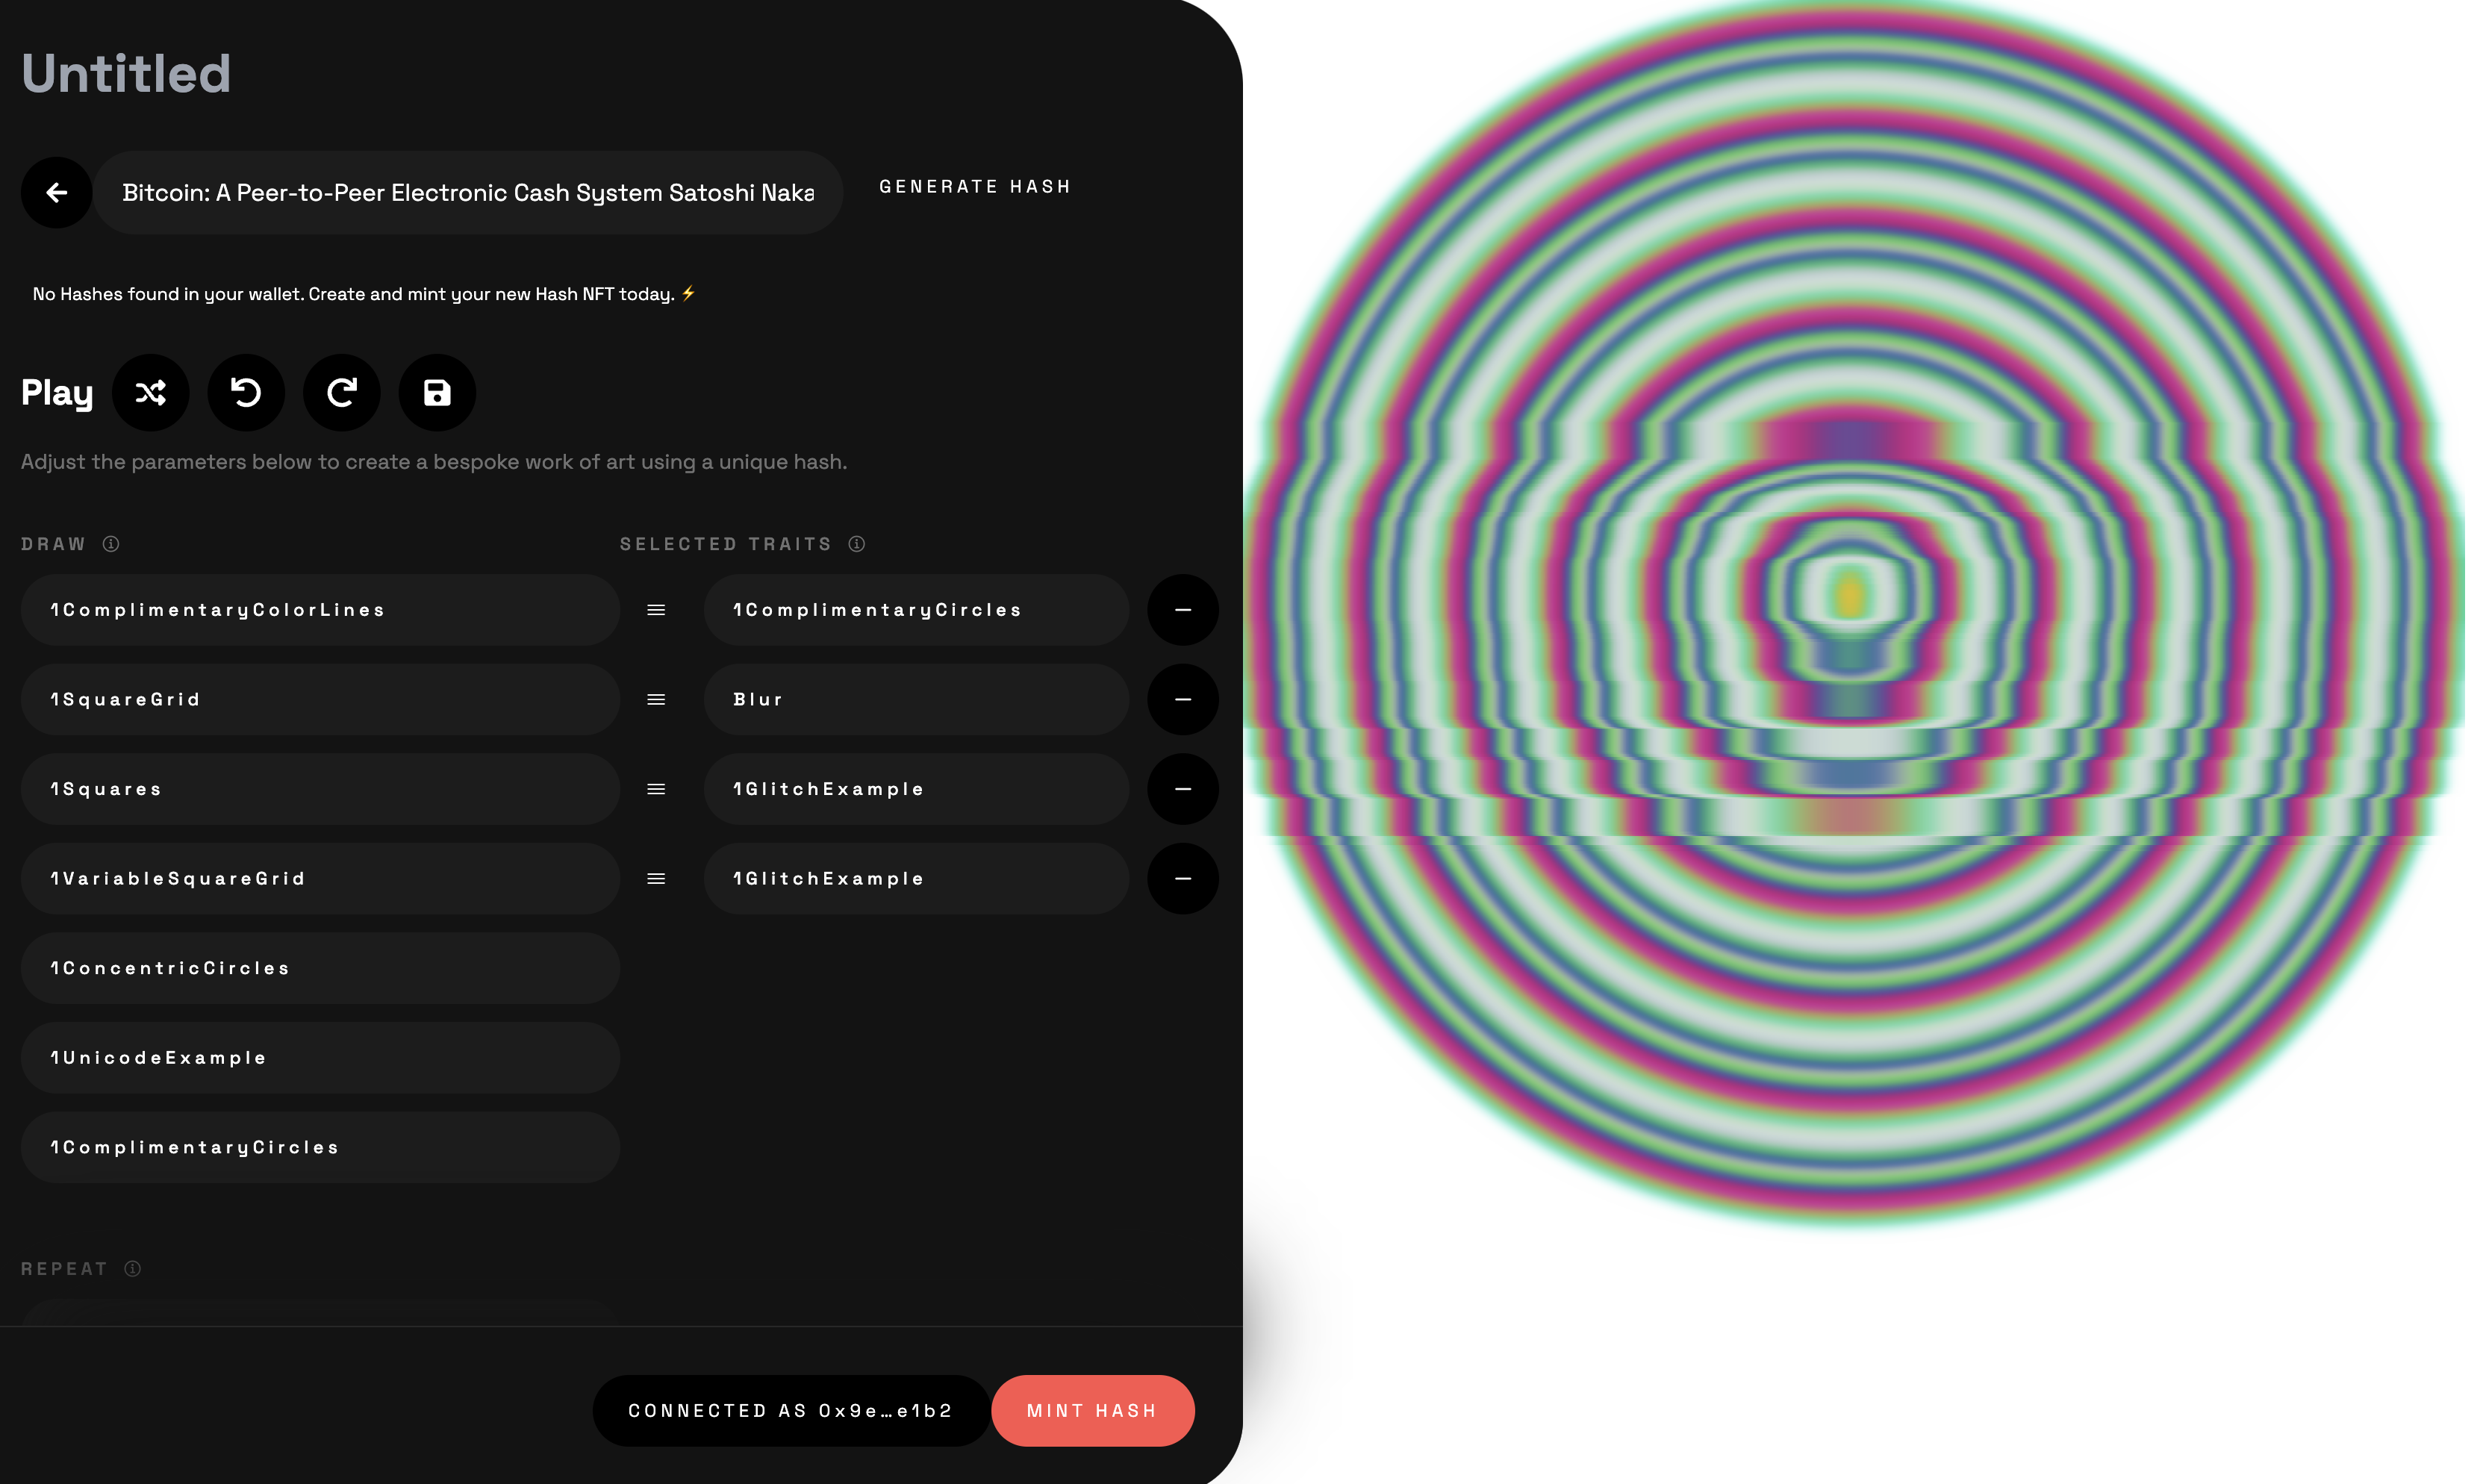 Untitled
Bitcoin: A Peer-to-Peer Electronic Cash System Satoshi Naka
GENERATE HASH
No Hashes found in your wallet. Create and mint your new Hash NFT today. ⚡
Play
Adjust the parameters below to create a bespoke work of art using a unique hash.
DRAW
SELECTED TRAITS
1ComplimentaryColorLines
1ComplimentaryCircles
1SquareGrid
Blur
1Squares
1GlitchExample
1VariableSquareGrid
1GlitchExample
1ConcentricCircles
1UnicodeExample
1ComplimentaryCircles
REPEAT
CONNECTED AS 0x9e…e1b2
MINT HASH